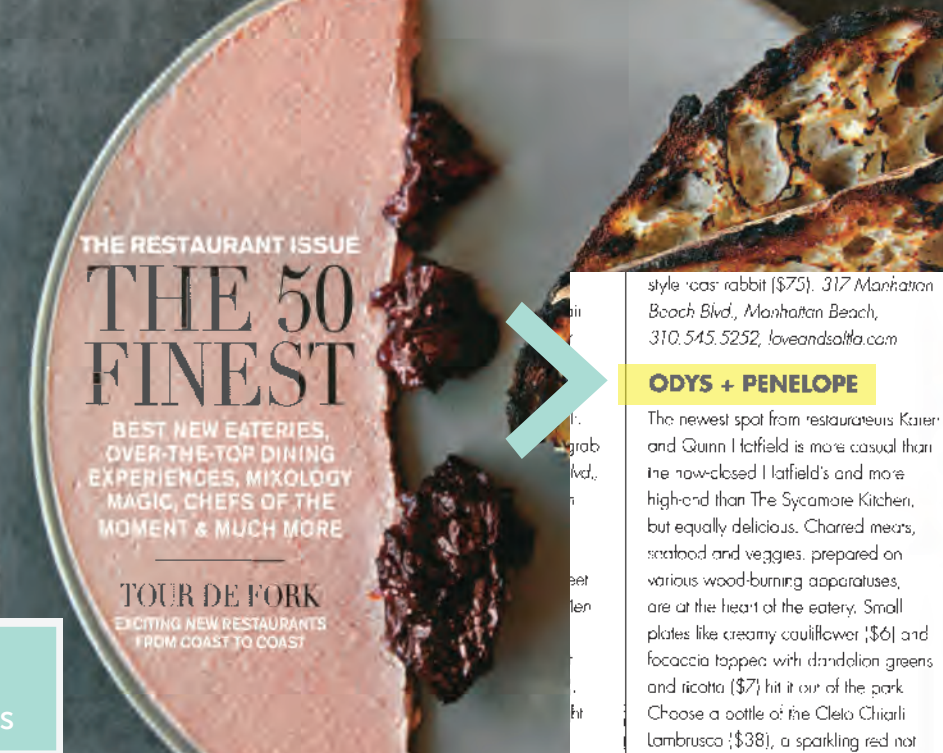 THE RESTAURANT ISSUE
THE 50
FINEST
BEST NEW EATERIES,
OVER-THE-TOP DINING
EXPERIENCES, MIXOLOGY
MAGIC, CHEFS OF THE
MOMENT & MUCH MORE
TOUR DE FORK
EXCITING NEW RESTAURANTS
FROM COAST TO COAST
s
grab
lvd.,
eet
style roast rabbit ($75). 317 Manhattan
Beach Blvd., Manhattan Beach,
310.545.5252, loveandsaltla.com
ODYS + PENELOPE
The newest spot from restaurateurs Karen
and Quinn Hatfield is more casual than
the now-closed Hatfield's and more
high-end than The Sycamore Kitchen,
but equally delicious. Charred meats,
seafood and veggies, prepared on
various wood-burning apparatuses,
are at the heart of the eatery. Small
plates like creamy cauliflower ($6) and
focaccia topped with dandelion greens
and ricotta ($7) hit it out of the park.
Choose a bottle of the Cleto Chiarli
Lambrusco ($38), a sparkling red not